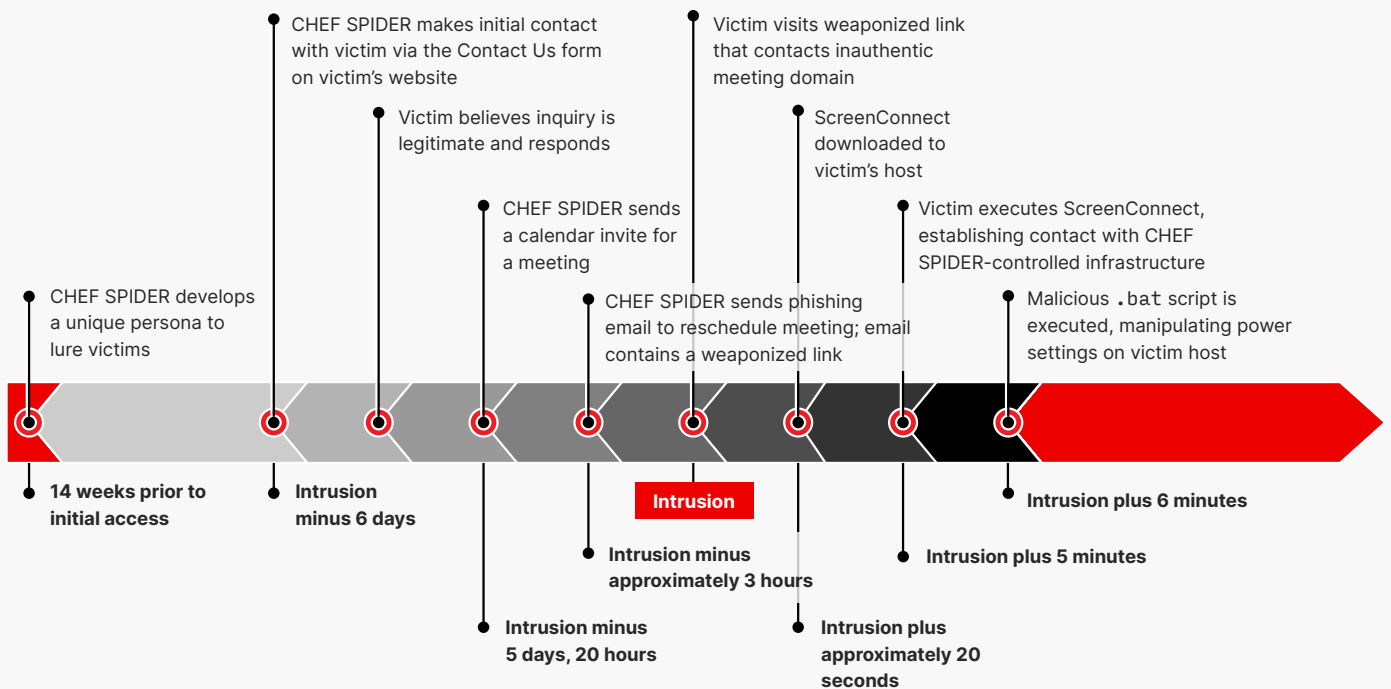 CHEF SPIDER makes initial contact
with victim via the Contact Us form
on victim’s website
Victim visits weaponized link
that contacts inauthentic
meeting domain
Victim believes inquiry is
legitimate and responds
ScreenConnect
downloaded to
victim’s host
CHEF SPIDER sends
a calendar invite for
a meeting
Victim executes ScreenConnect,
establishing contact with CHEF
SPIDER-controlled infrastructure
CHEF SPIDER develops
a unique persona to
lure victims
CHEF SPIDER sends phishing
email to reschedule meeting; email
contains a weaponized link
Malicious .bat script is
executed, manipulating power
settings on victim host
14 weeks prior to
initial access
Intrusion
minus 6 days
Intrusion
Intrusion plus 6 minutes
Intrusion minus
approximately 3 hours
Intrusion plus 5 minutes
Intrusion minus
5 days, 20 hours
Intrusion plus
approximately 20
seconds